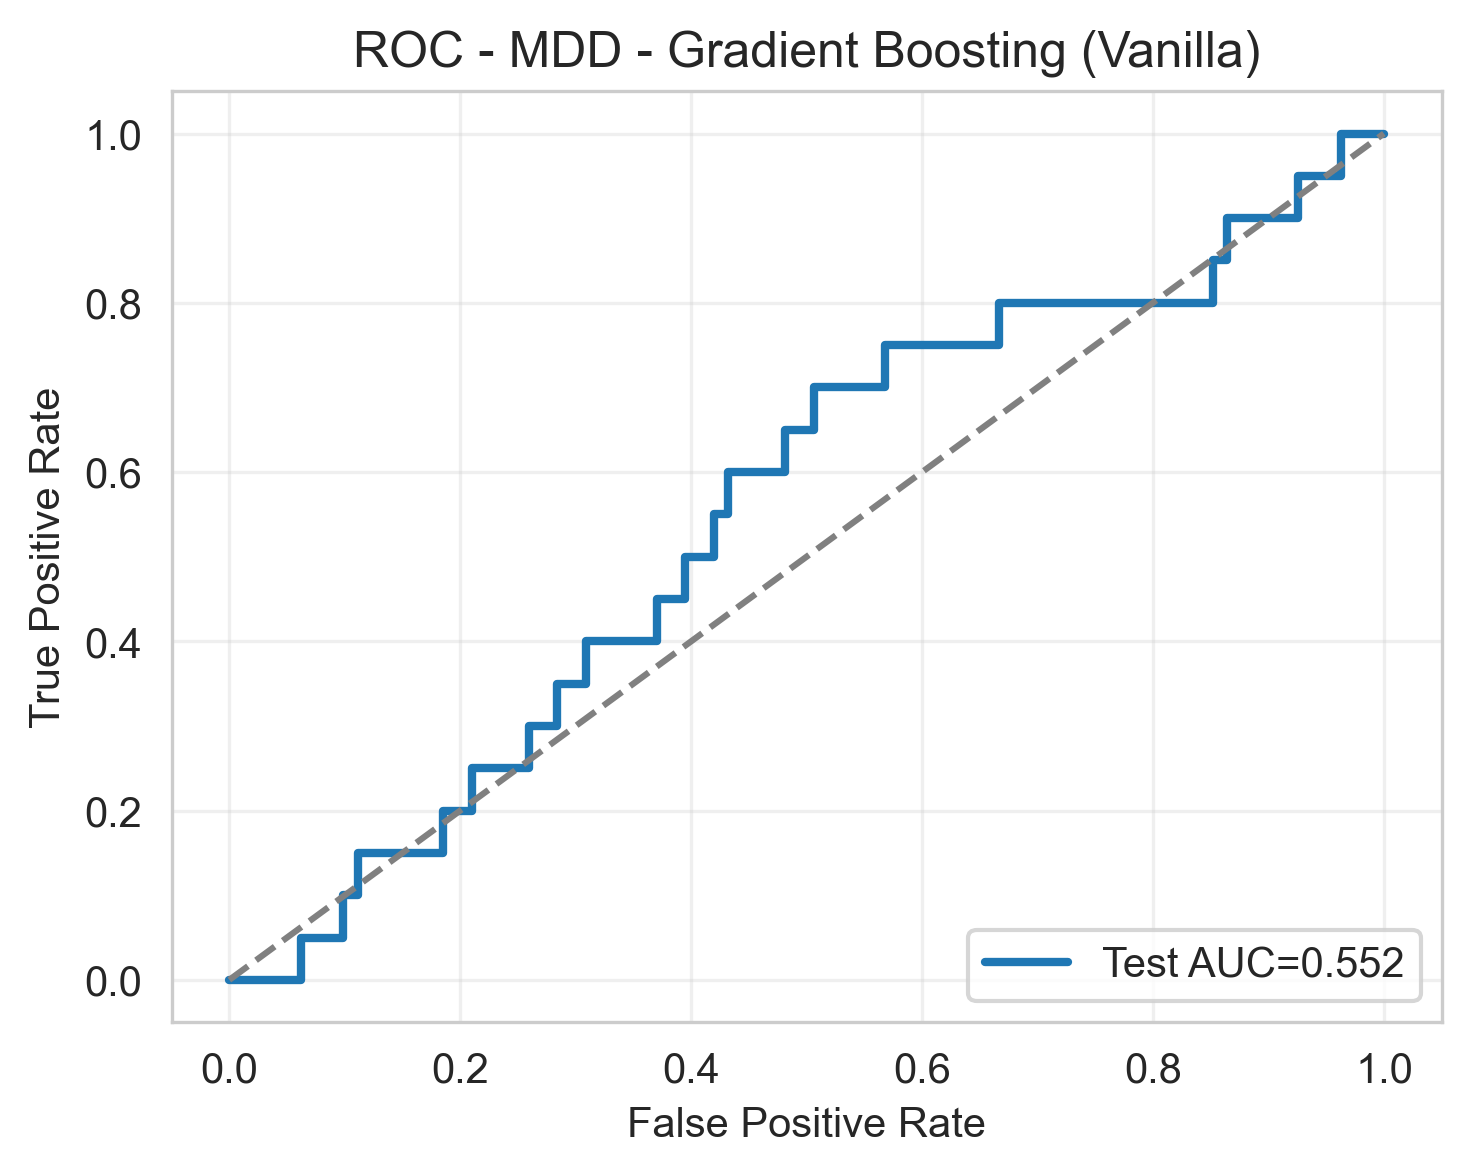 ROC - MDD - Gradient Boosting (Vanilla)
True Positive Rate
1.0
0.8
0.6
0.4
0.2
0.0
Test AUC=0.552
0.0 0.2 0.4 0.6 0.8 1.0
False Positive Rate